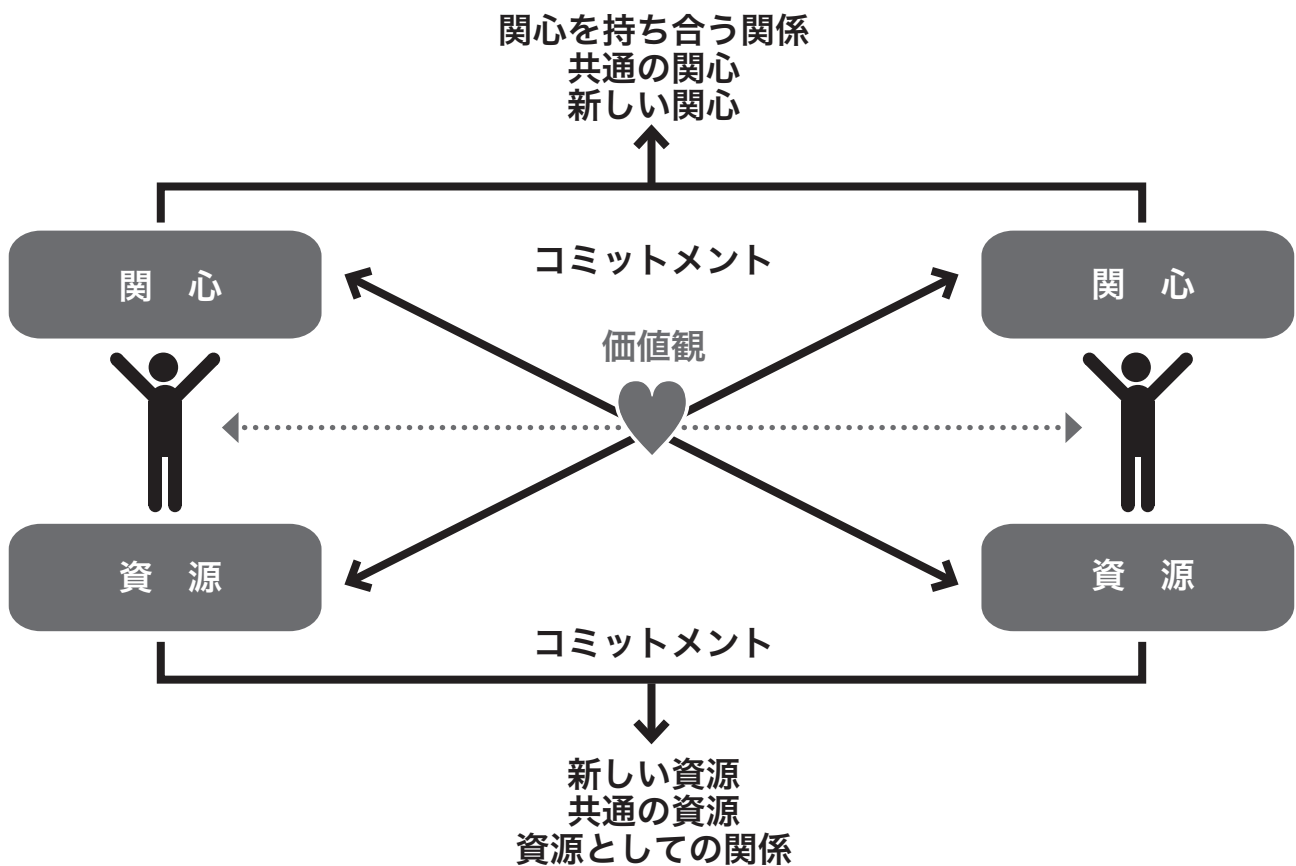 関心を持ち合う関係
共通の関心
新しい関心
コミットメント
関　心
関　心
価値観
資　源
資　源
コミットメント
新しい資源
共通の資源
資源としての関係